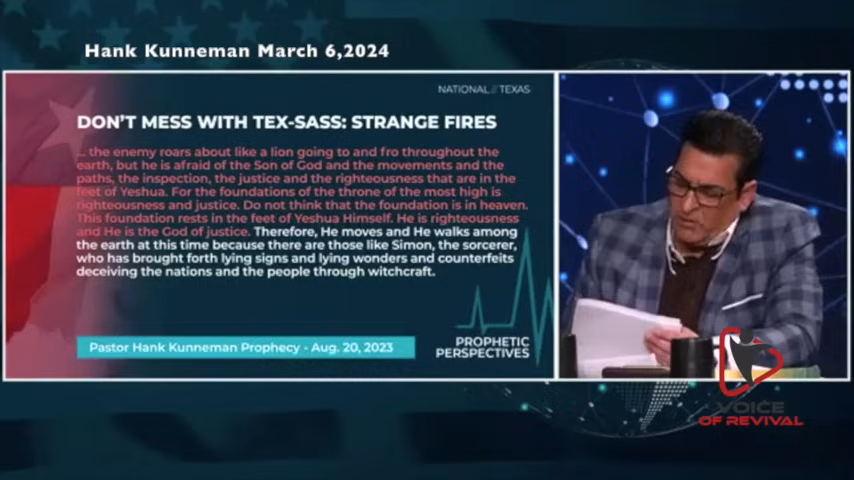 Hank Kunneman March 6,2024
NATIONAL // TEXAS
DON'T MESS WITH TEX-SASS: STRANGE FIRES
... the enemy roars about like a lion going to and fro throughout the
earth, but he is afraid of the Son of God and the movements and the
paths, the inspection, the justice and the righteousness that are in the
feet of Yeshua. For the foundations of the throne of the most high is
righteousness and justice. Do not think that the foundation is in heaven.
This foundation rests in the feet of Yeshua Himself. He is righteousness
and He is the God of justice. Therefore, He moves and He walks among
the earth at this time because there are those like Simon, the sorcerer,
who has brought forth lying signs and lying wonders and counterfeits
deceiving the nations and the people through witchcraft.
Pastor Hank Kunneman Prophecy - Aug. 20, 2023
PROPHETIC
PERSPECTIVES
VOICE
OF REVIVAL